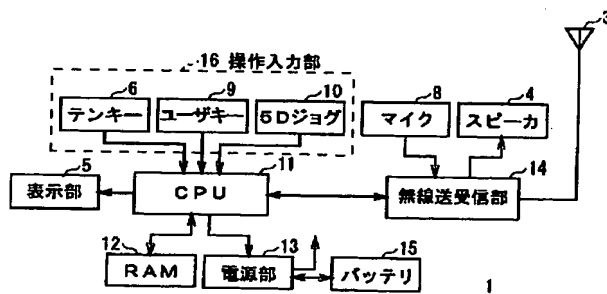 16 操作入力部
3
6
9
10
8
4
テンキー
ユーザキー
5Dジョグ
マイク
スピーカ
5
11
14
表示部
CPU
無線送受信部
12
13
15
RAM
電源部
バッテリ
1